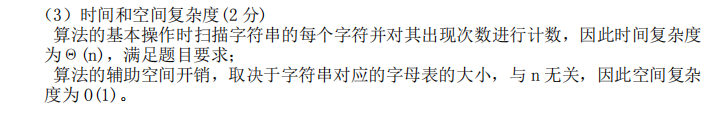 (3) 时间和空间复杂度(2 分)
算法的基本操作时扫描字符串的每个字符并对其出现次数进行计数，因此时间复杂度
为Θ(n)，满足题目要求；
算法的辅助空间开销，取决于字符串对应的字母表的大小，与 n 无关，因此空间复杂
度为 O(1)。